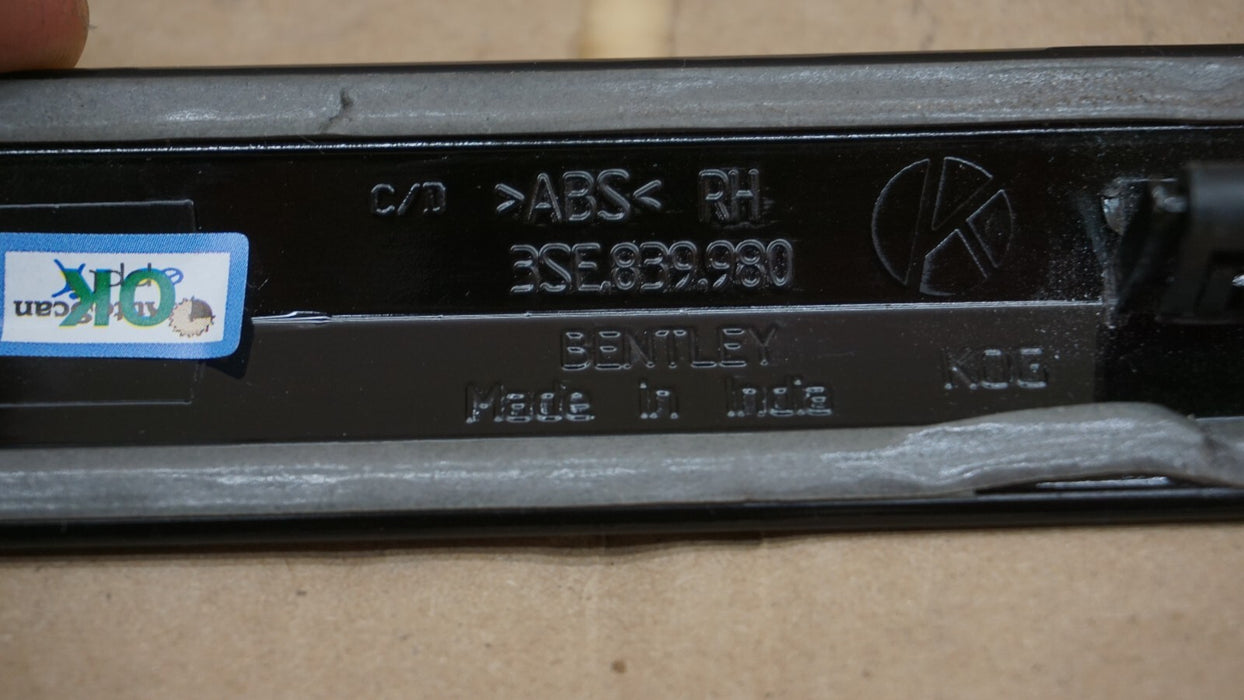 C/D >ABS< RH
3SE.839.980
BENTLEY
Made in India
KOG
OK